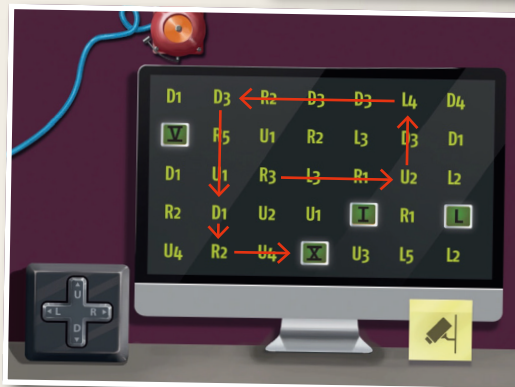 D1 D3 R2 D3 D3 L4 D4
V R5 U1 R2 L3 D3 D1
D1 U1 R3 L3 R1 U2 L2
R2 D1 U2 U1 I R1 L
U4 R2 U4 X U3 L5 L2
U
L R
D